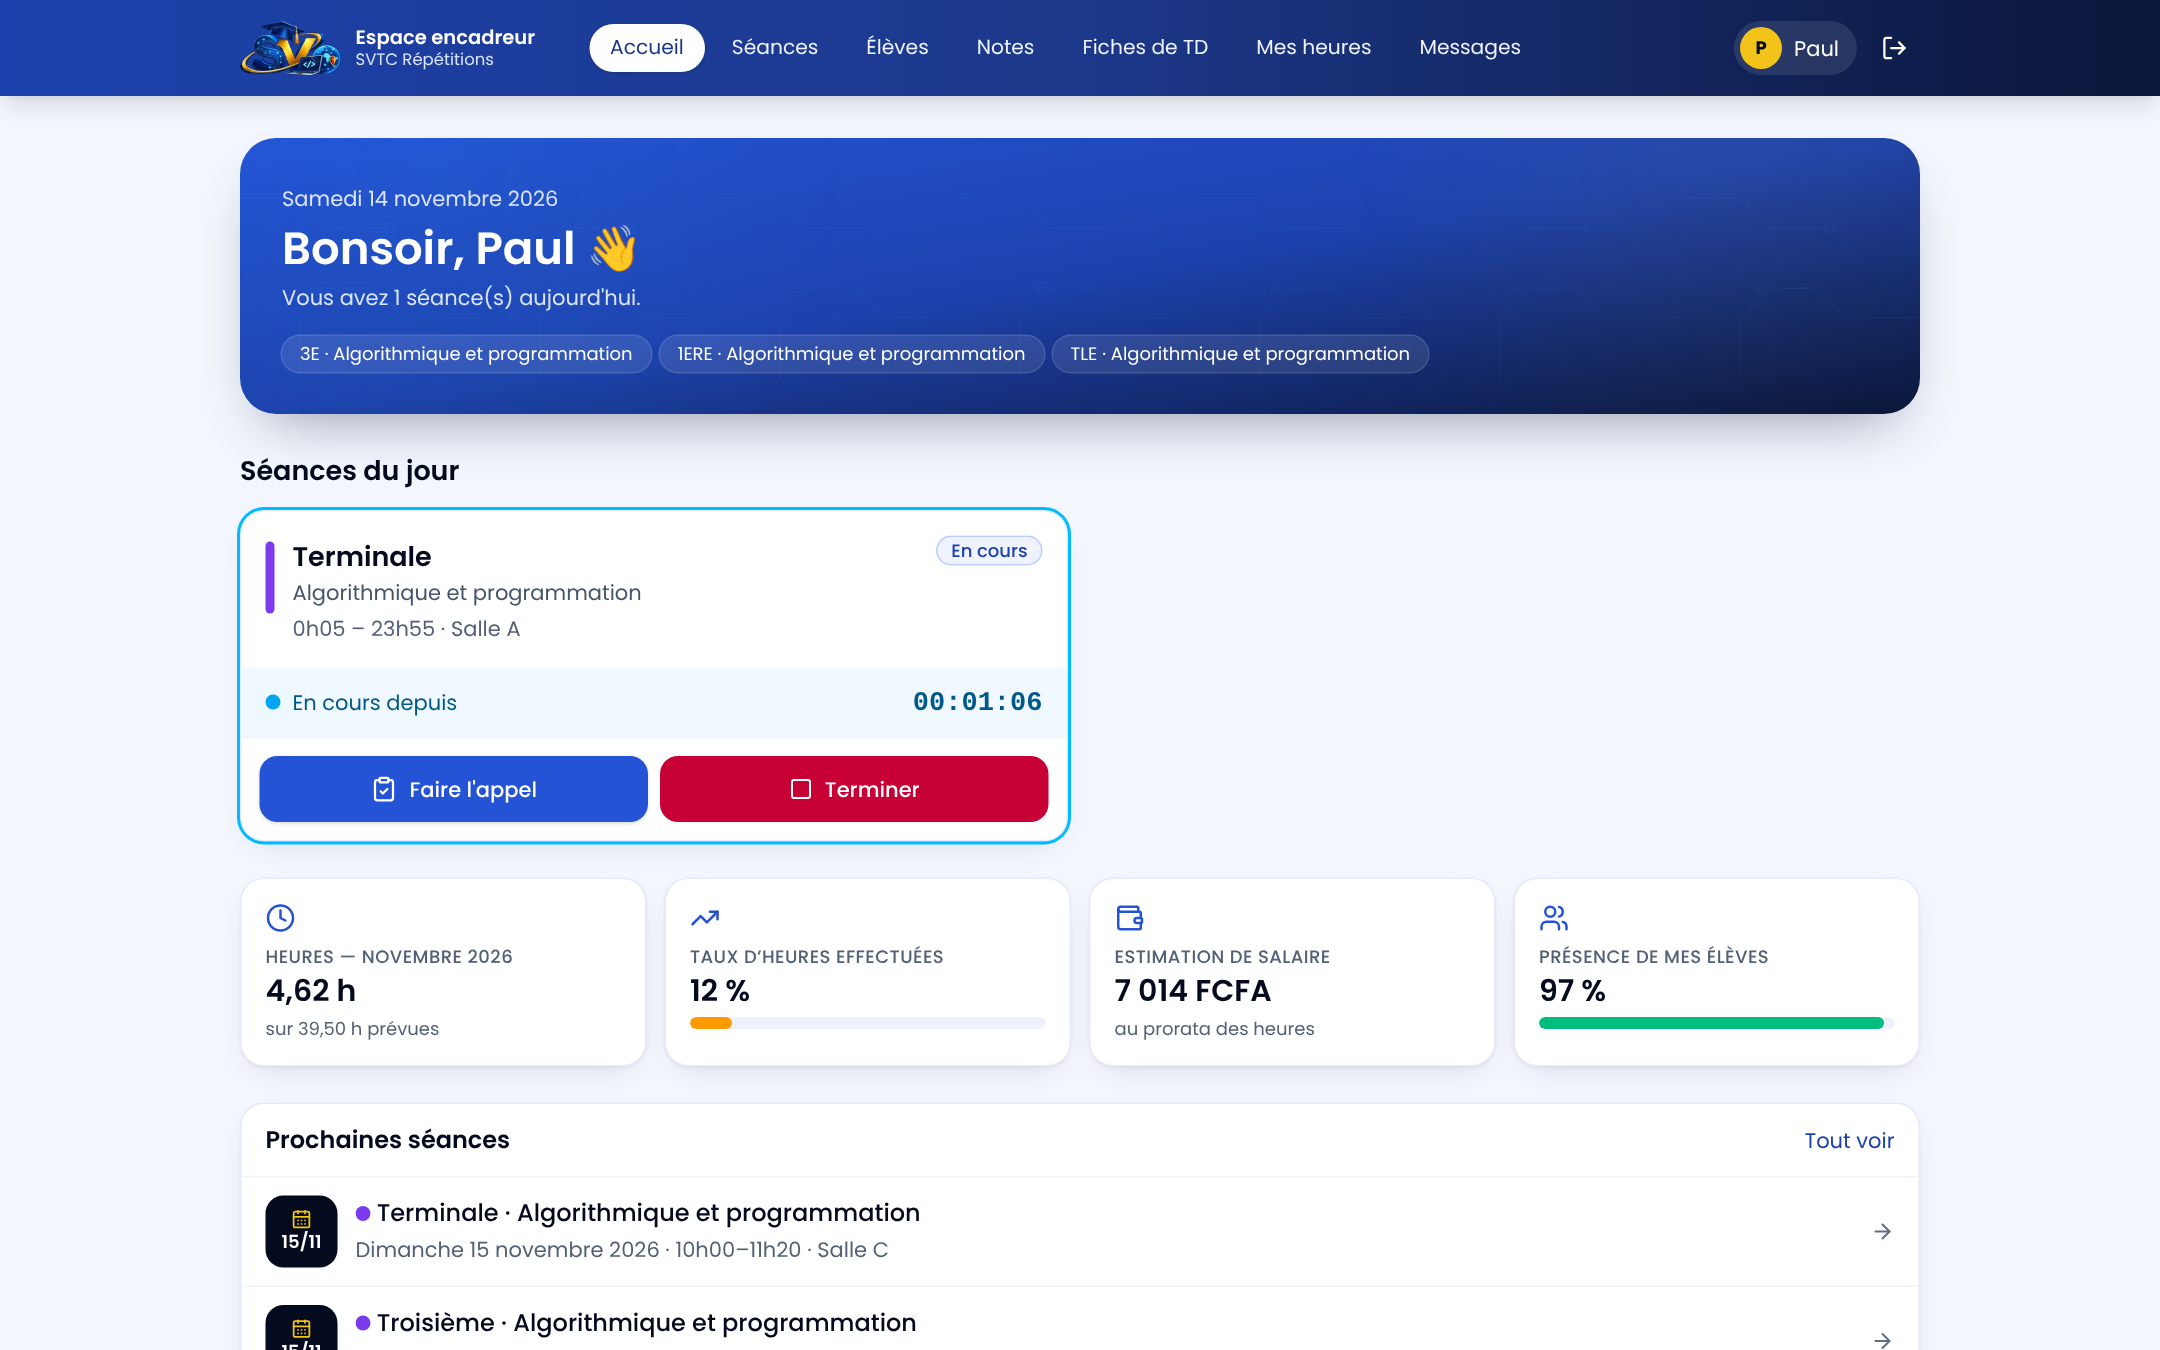 Espace encadreur
SVTC Répétitions
Accueil
Séances
Élèves
Notes
Fiches de TD
Mes heures
Messages
P
Paul
Samedi 14 novembre 2026
Bonsoir, Paul 👋
Vous avez 1 séance(s) aujourd'hui.
3E · Algorithmique et programmation
1ERE · Algorithmique et programmation
TLE · Algorithmique et programmation
Séances du jour
Terminale
En cours
Algorithmique et programmation
0h05 – 23h55 · Salle A
En cours depuis
00:01:06
Faire l'appel
Terminer
HEURES — NOVEMBRE 2026
4,62 h
sur 39,50 h prévues
TAUX D’HEURES EFFECTUÉES
12 %
ESTIMATION DE SALAIRE
7 014 FCFA
au prorata des heures
PRÉSENCE DE MES ÉLÈVES
97 %
Prochaines séances
Tout voir
15/11
Terminale · Algorithmique et programmation
Dimanche 15 novembre 2026 · 10h00–11h20 · Salle C
15/11
Troisième · Algorithmique et programmation